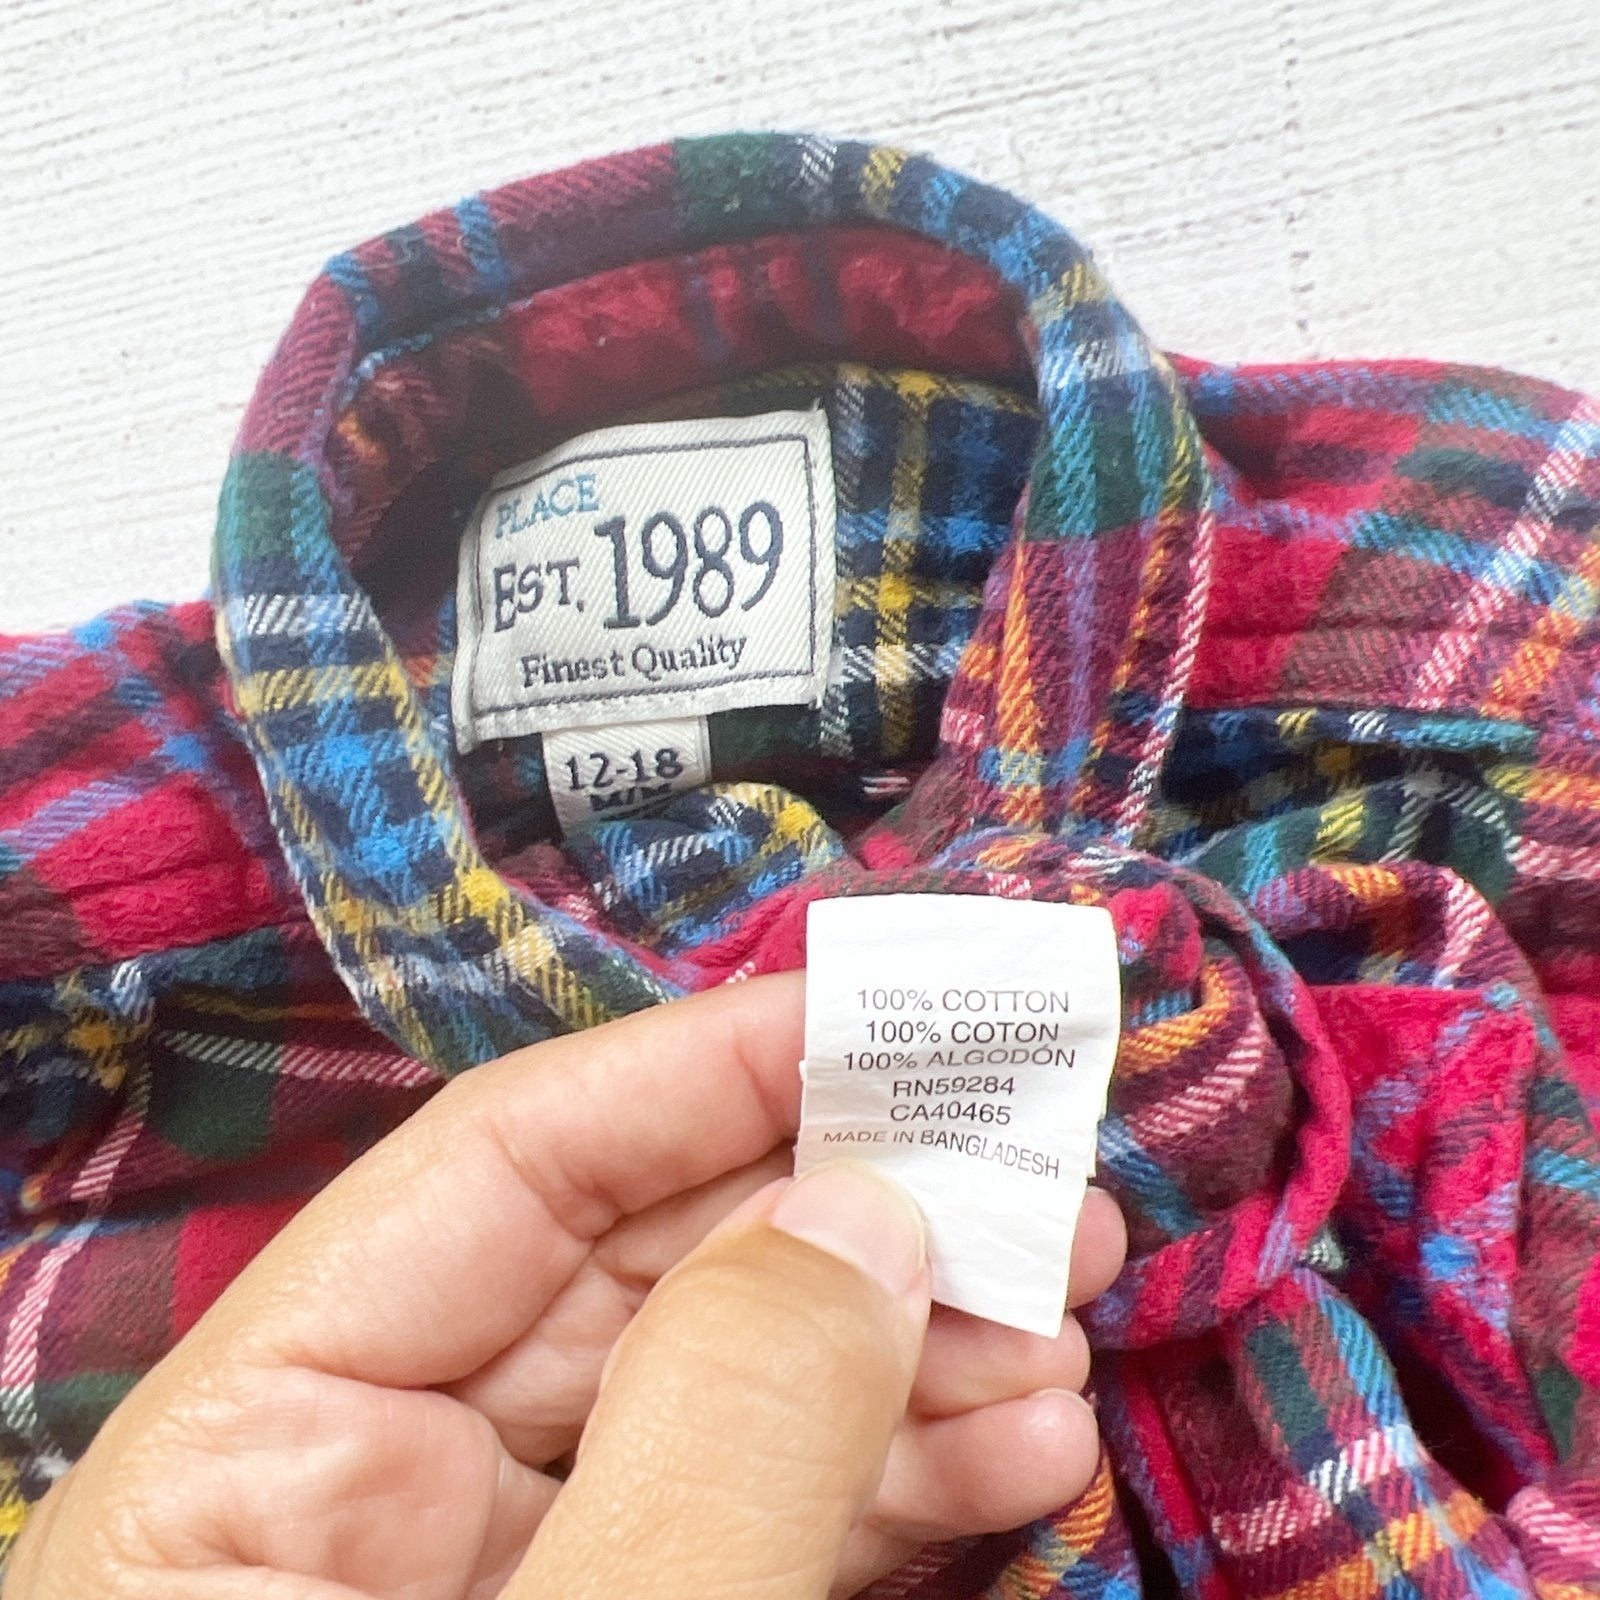 PLACE
EST. 1989
Finest Quality
12-18
M/M
100% COTTON
100% COTON
100% ALGODÓN
RN59284
CA40465
MADE IN BANGLADESH